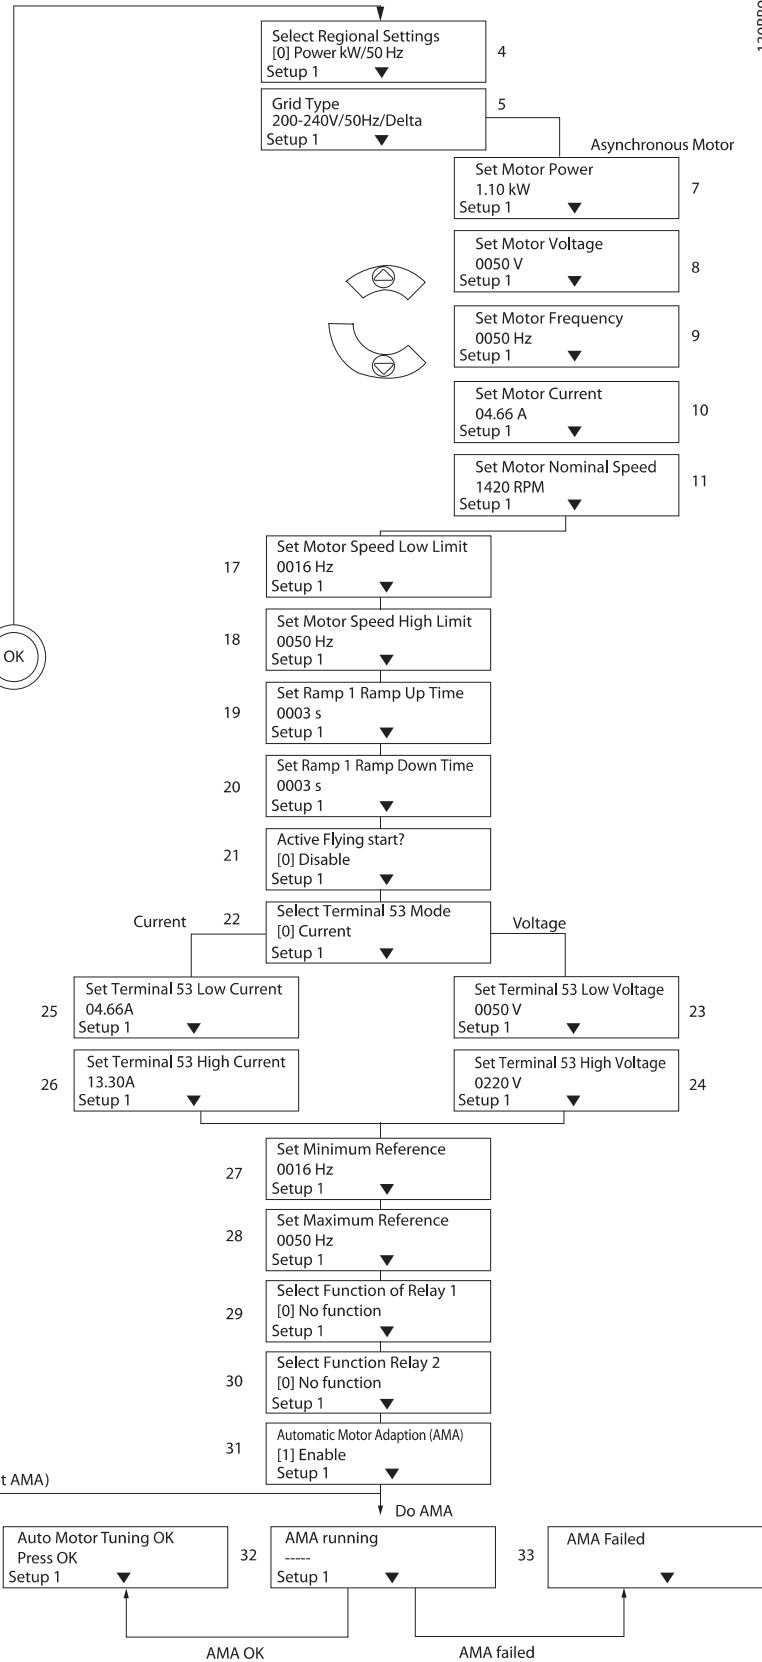 Select Regional Settings
[0] Power kW/50 Hz
Setup 1
4
Grid Type
200-240V/50Hz/Delta
Setup 1
5
Asynchronous Motor
Set Motor Power
1.10 kW
Setup 1
7
Set Motor Voltage
0050 V
Setup 1
8
Set Motor Frequency
0050 Hz
Setup 1
9
Set Motor Current
04.66 A
Setup 1
10
Set Motor Nominal Speed
1420 RPM
Setup 1
11
17
Set Motor Speed Low Limit
0016 Hz
Setup 1
18
Set Motor Speed High Limit
0050 Hz
Setup 1
OK
19
Set Ramp 1 Ramp Up Time
0003 s
Setup 1
20
Set Ramp 1 Ramp Down Time
0003 s
Setup 1
21
Active Flying start?
[0] Disable
Setup 1
Current
22
Select Terminal 53 Mode
[0] Current
Setup 1
Voltage
25
Set Terminal 53 Low Current
04.66A
Setup 1
Set Terminal 53 Low Voltage
0050 V
Setup 1
23
26
Set Terminal 53 High Current
13.30A
Setup 1
Set Terminal 53 High Voltage
0220 V
Setup 1
24
27
Set Minimum Reference
0016 Hz
Setup 1
28
Set Maximum Reference
0050 Hz
Setup 1
29
Select Function of Relay 1
[0] No function
Setup 1
30
Select Function Relay 2
[0] No function
Setup 1
31
Automatic Motor Adaption (AMA)
[1] Enable
Setup 1
t AMA)
Do AMA
Auto Motor Tuning OK
Press OK
Setup 1
32
AMA running
-----
Setup 1
33
AMA Failed
AMA OK
AMA failed